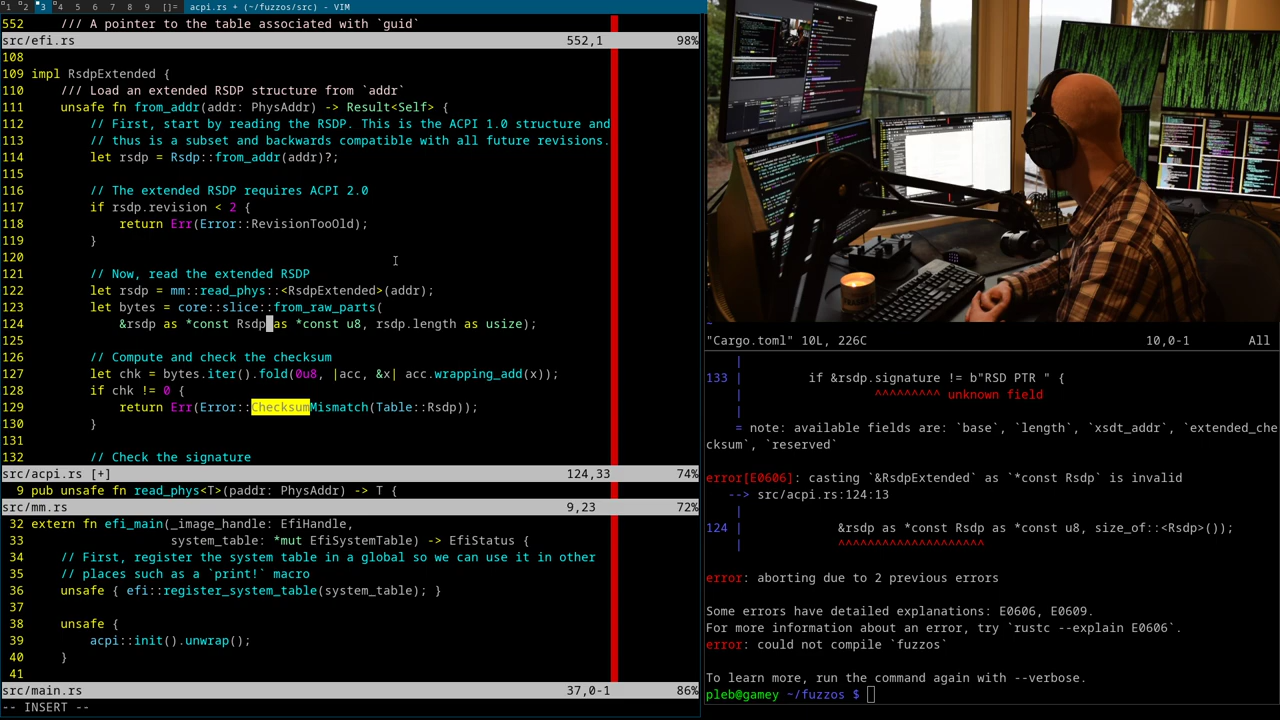 1 2 3 4 5 6 7 8 9 []= acpi.rs + (~/fuzzos/src) - VIM
552     /// A pointer to the table associated with `guid`
src/efi.rs 552,1 98%
108
109 impl RsdpExtended {
110     /// Load an extended RSDP structure from `addr`
111     unsafe fn from_addr(addr: PhysAddr) -> Result<Self> {
112         // First, start by reading the RSDP. This is the ACPI 1.0 structure and
113         // thus is a subset and backwards compatible with all future revisions.
114         let rsdp = Rsdp::from_addr(addr)?;
115
116         // The extended RSDP requires ACPI 2.0
117         if rsdp.revision < 2 {
118             return Err(Error::RevisionTooOld);
119         }
120
121         // Now, read the extended RSDP
122         let rsdp = mm::read_phys::<RsdpExtended>(addr);
123         let bytes = core::slice::from_raw_parts(
124             &rsdp as *const Rsdp as *const u8, rsdp.length as usize);
125
126         // Compute and check the checksum
127         let chk = bytes.iter().fold(0u8, |acc, &x| acc.wrapping_add(x));
128         if chk != 0 {
129             return Err(Error::ChecksumMismatch(Table::Rsdp));
130         }
131
132         // Check the signature
src/acpi.rs [+] 124,33 74%
9 pub unsafe fn read_phys<T>(paddr: PhysAddr) -> T {
src/mm.rs 9,23 72%
32 extern fn efi_main(_image_handle: EfiHandle,
33                    system_table: *mut EfiSystemTable) -> EfiStatus {
34     // First, register the system table in a global so we can use it in other
35     // places such as a `print!` macro
36     unsafe { efi::register_system_table(system_table); }
37
38     unsafe {
39         acpi::init().unwrap();
40     }
41
src/main.rs 37,0-1 86%
-- INSERT --
~
"Cargo.toml" 10L, 226C 10,0-1 All
|
133 |         if &rsdp.signature != b"RSD PTR " {
|                  ^^^^^^^^^ unknown field
|
= note: available fields are: `base`, `length`, `xsdt_addr`, `extended_che
cksum`, `reserved`
error[E0606]: casting `&RsdpExtended` as `*const Rsdp` is invalid
--> src/acpi.rs:124:13
|
124 |             &rsdp as *const Rsdp as *const u8, size_of::<Rsdp>());
|             ^^^^^^^^^^^^^^^^^^^^
error: aborting due to 2 previous errors
Some errors have detailed explanations: E0606, E0609.
For more information about an error, try `rustc --explain E0606`.
error: could not compile `fuzzos`
To learn more, run the command again with --verbose.
pleb@gamey ~/fuzzos $